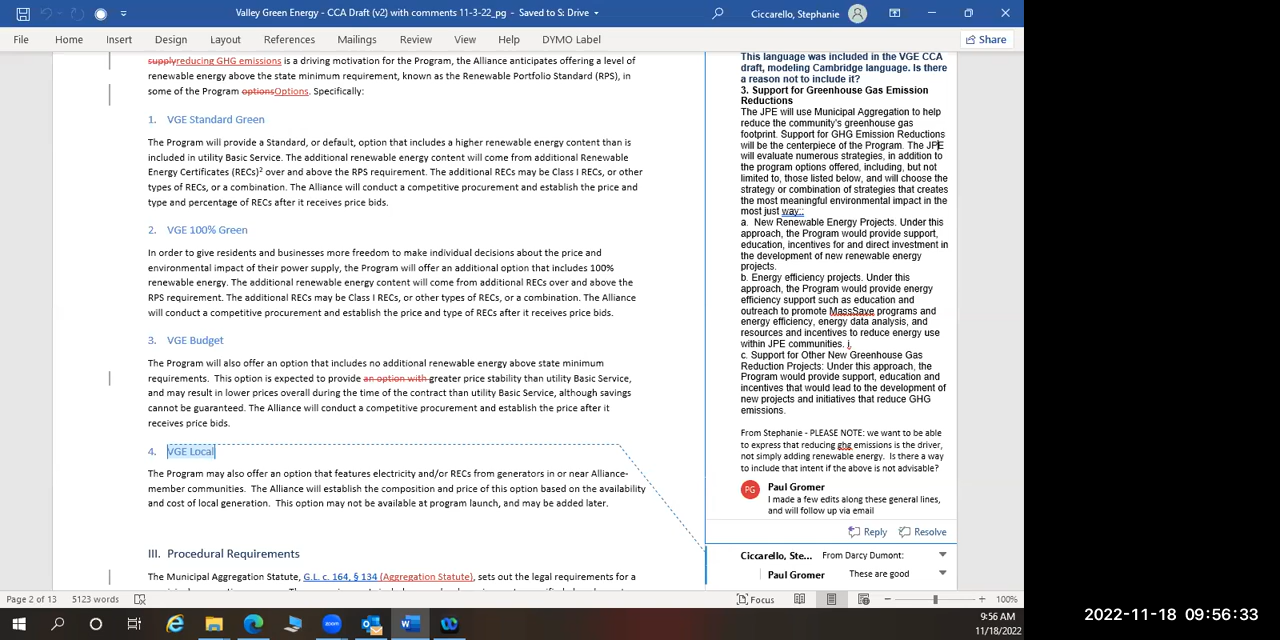 Valley Green Energy - CCA Draft (v2) with comments 11-3-22_pg - Saved to S: Drive
Ciccarello, Stephanie
File Home Insert Design Layout References Mailings Review View Help DYMO Label
Share
supplyreducing GHG emissions is a driving motivation for the Program, the Alliance anticipates offering a level of
renewable energy above the state minimum requirement, known as the Renewable Portfolio Standard (RPS), in
some of the Program optionsOptions. Specifically:
1. VGE Standard Green
The Program will provide a Standard, or default, option that includes a higher renewable energy content than is
included in utility Basic Service. The additional renewable energy content will come from additional Renewable
Energy Certificates (RECs)2 over and above the RPS requirement. The additional RECs may be Class I RECs, or other
types of RECs, or a combination. The Alliance will conduct a competitive procurement and establish the price and
type and percentage of RECs after it receives price bids.
2. VGE 100% Green
In order to give residents and businesses more freedom to make individual decisions about the price and
environmental impact of their power supply, the Program will offer an additional option that includes 100%
renewable energy. The additional renewable energy content will come from additional RECs over and above the
RPS requirement. The additional RECs may be Class I RECs, or other types of RECs, or a combination. The Alliance
will conduct a competitive procurement and establish the price and type of RECs after it receives price bids.
3. VGE Budget
The Program will also offer an option that includes no additional renewable energy above state minimum
requirements. This option is expected to provide an option with greater price stability than utility Basic Service,
and may result in lower prices overall during the time of the contract than utility Basic Service, although savings
cannot be guaranteed. The Alliance will conduct a competitive procurement and establish the price after it
receives price bids.
4. VGE Local
The Program may also offer an option that features electricity and/or RECs from generators in or near Alliance-
member communities. The Alliance will establish the composition and price of this option based on the availability
and cost of local generation. This option may not be available at program launch, and may be added later.
III. Procedural Requirements
The Municipal Aggregation Statute, G.L. c. 164, § 134 (Aggregation Statute), sets out the legal requirements for a
This language was included in the VGE CCA
draft, modeling Cambridge language. Is there
a reason not to include it?
3. Support for Greenhouse Gas Emission
Reductions
The JPE will use Municipal Aggregation to help
reduce the community's greenhouse gas
footprint. Support for GHG Emission Reductions
will be the centerpiece of the Program. The JPE
will evaluate numerous strategies, in addition to
the program options offered, including, but not
limited to, those listed below, and will choose the
strategy or combination of strategies that creates
the most meaningful environmental impact in the
most just way::
a. New Renewable Energy Projects. Under this
approach, the Program would provide support,
education, incentives for and direct investment in
the development of new renewable energy
projects.
b. Energy efficiency projects. Under this
approach, the Program would provide energy
efficiency support such as education and
outreach to promote MassSave programs and
energy efficiency, energy data analysis, and
resources and incentives to reduce energy use
within JPE communities. i.
c. Support for Other New Greenhouse Gas
Reduction Projects: Under this approach, the
Program would provide support, education and
incentives that would lead to the development of
new projects and initiatives that reduce GHG
emissions.
From Stephanie - PLEASE NOTE: we want to be able
to express that reducing ghg emissions is the driver,
not simply adding renewable energy. Is there a way
to include that intent if the above is not advisable?
PG Paul Gromer
I made a few edits along these general lines,
and will follow up via email
Reply Resolve
Ciccarello, Ste... From Darcy Dumont:
Paul Gromer These are good
Page 2 of 13 5123 words Focus 100%
9:56 AM
11/18/2022
2022-11-18 09:56:33